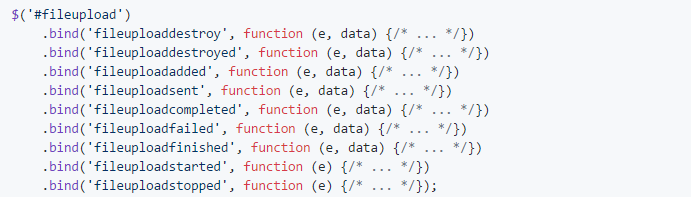 $('#fileupload')
    .bind('fileuploaddestroy', function (e, data) {/* ... */})
    .bind('fileuploaddestroyed', function (e, data) {/* ... */})
    .bind('fileuploadadded', function (e, data) {/* ... */})
    .bind('fileuploadsent', function (e, data) {/* ... */})
    .bind('fileuploadcompleted', function (e, data) {/* ... */})
    .bind('fileuploadfailed', function (e, data) {/* ... */})
    .bind('fileuploadfinished', function (e, data) {/* ... */})
    .bind('fileuploadstarted', function (e) {/* ... */})
    .bind('fileuploadstopped', function (e) {/* ... */});